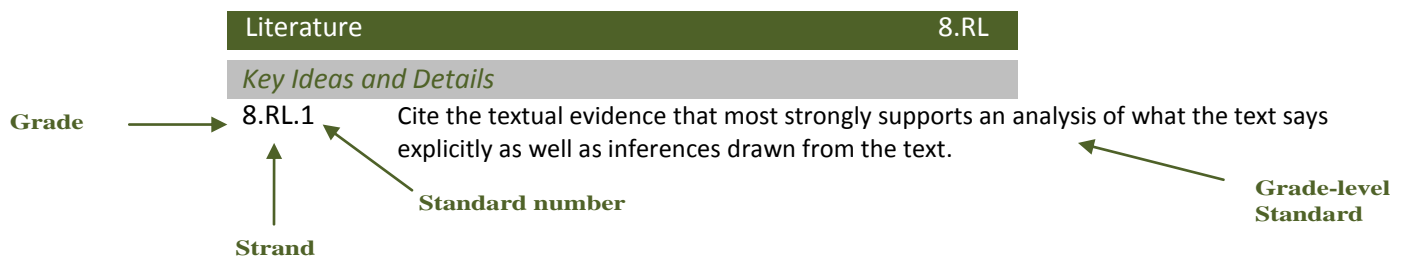 Literature 8.RL
Key Ideas and Details
Grade 8.RL.1 Cite the textual evidence that most strongly supports an analysis of what the text says
explicitly as well as inferences drawn from the text.
Standard number
Grade-level
Standard
Strand